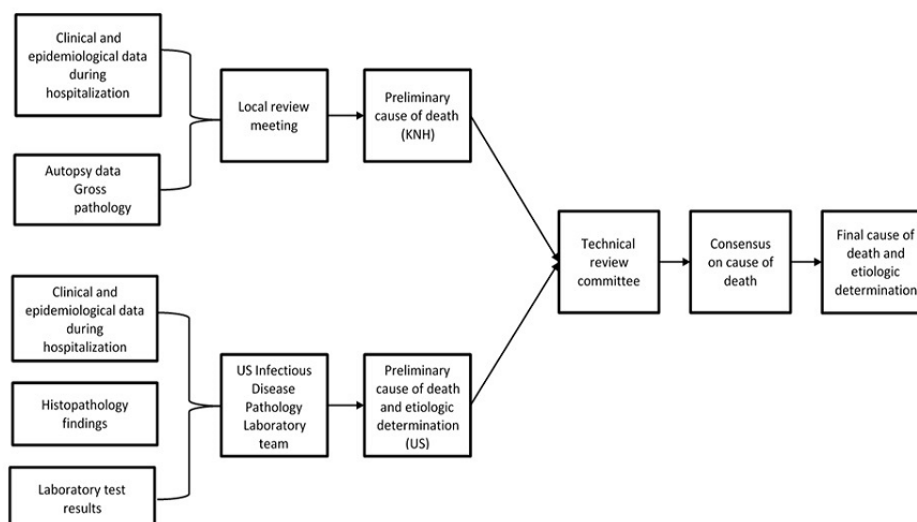 Clinical and
epidemiological data
during
hospitalization
Autopsy data
Gross
pathology
Local review
meeting
Preliminary
cause of death
(KNH)
Clinical and
epidemiological data
during
hospitalization
Histopathology
findings
Laboratory test
results
US Infectious
Disease
Pathology
Laboratory
team
Preliminary
cause of death
and etiologic
determination
(US)
Technical
review
committee
Consensus
on cause of
death
Final cause of
death and
etiologic
determination